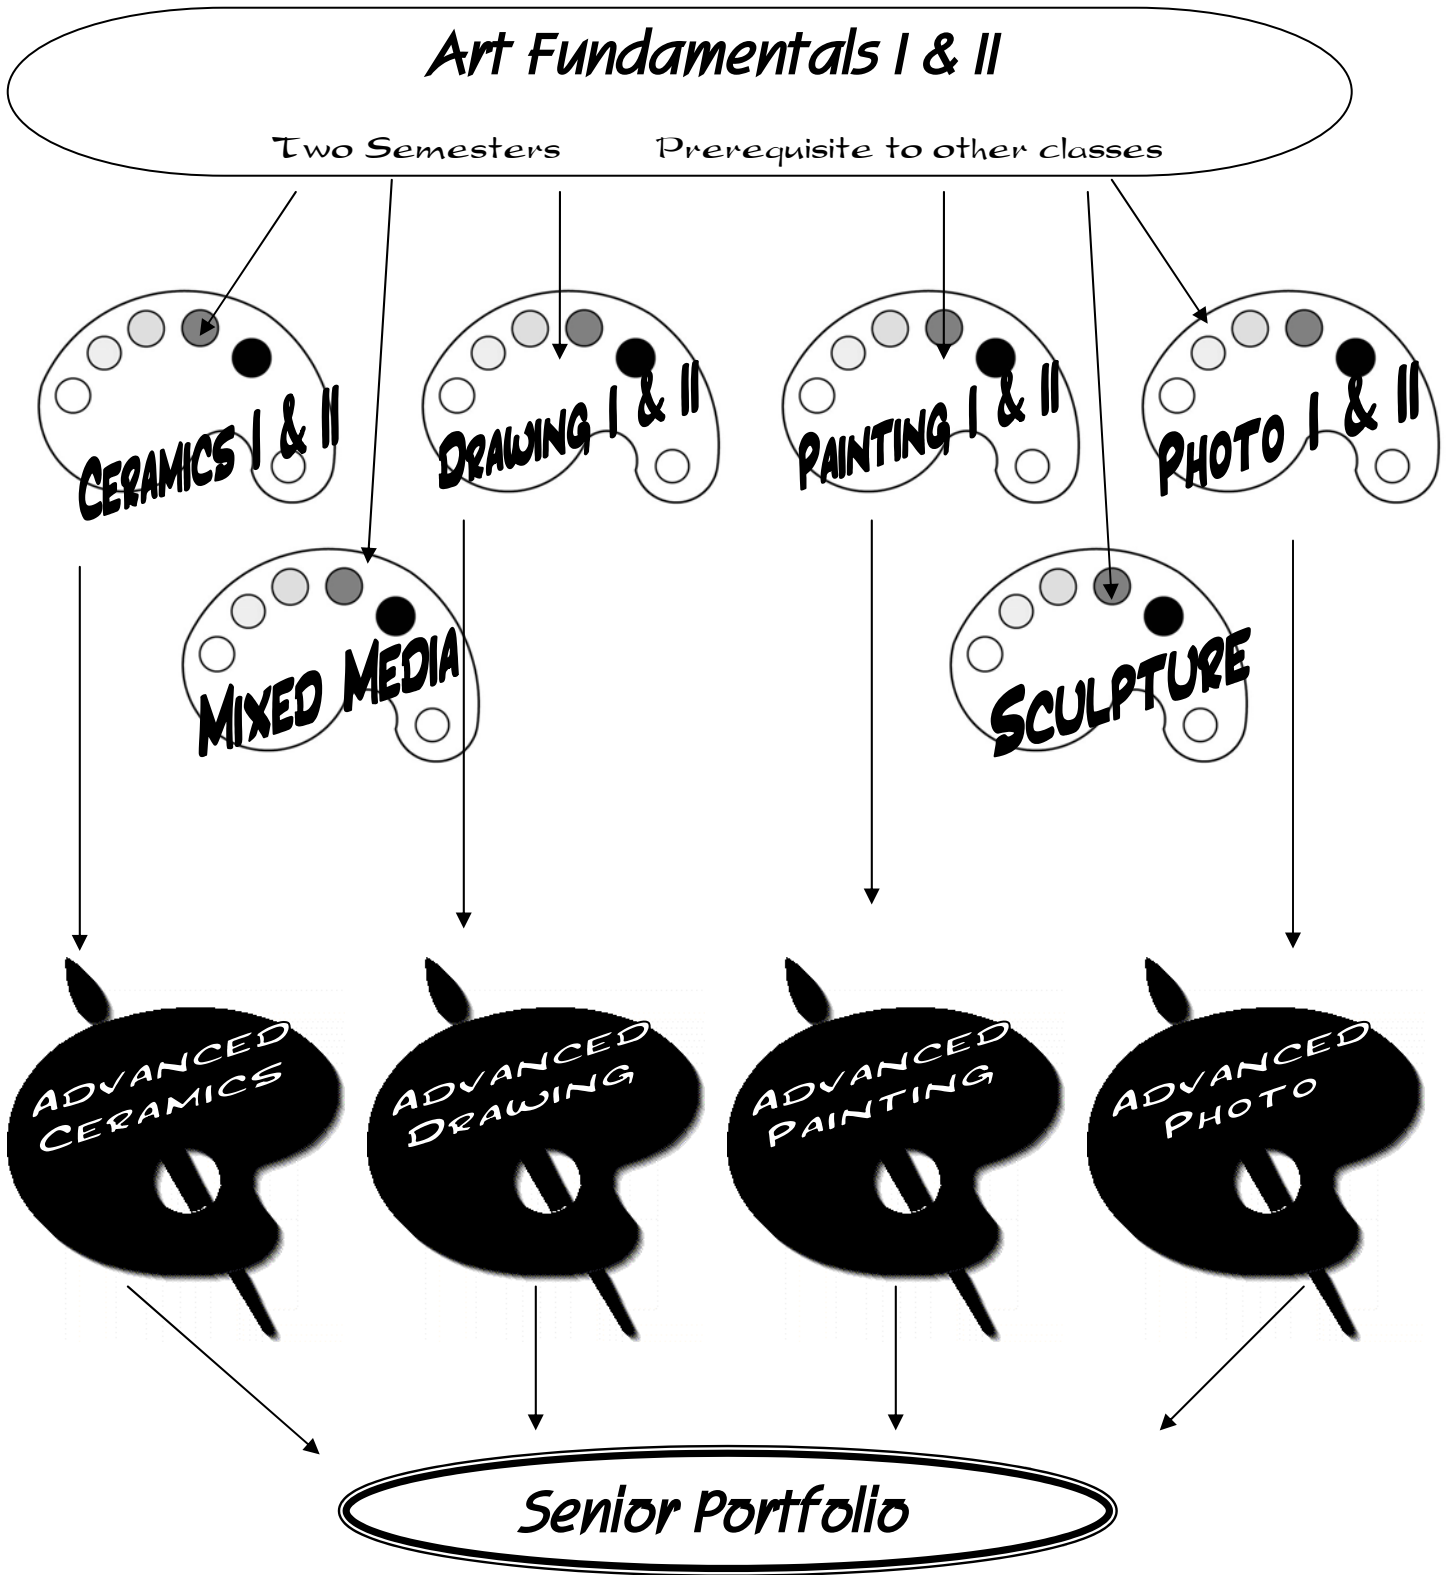 Art Fundamentals I & II
Two Semesters Prerequisite to other classes
Ceramics I & II
Drawing I & II
Painting I & II
Photo I & II
Mixed Media
Sculpture
Advanced
Ceramics
Advanced
Drawing
Advanced
Painting
Advanced
Photo
Senior Portfolio